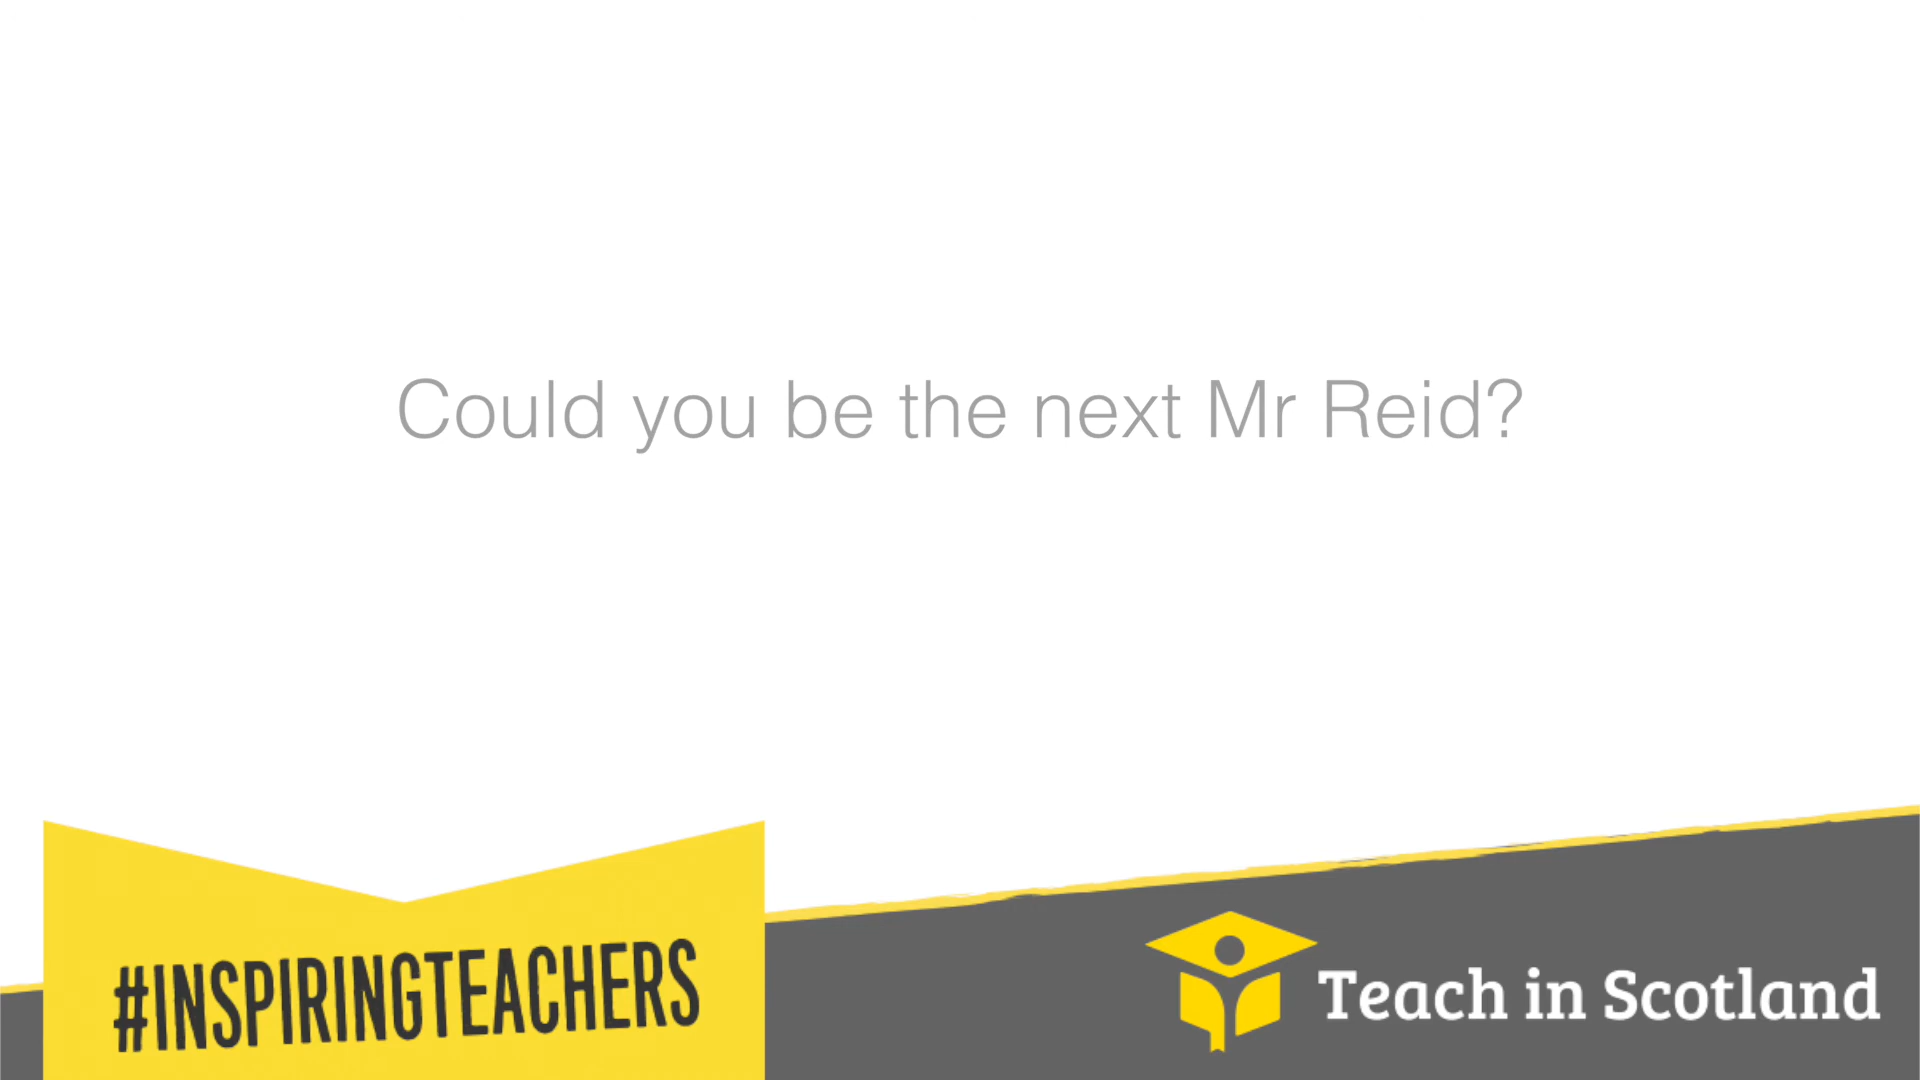 Could you be the next Mr Reid?
#INSPIRINGTEACHERS
Teach in Scotland